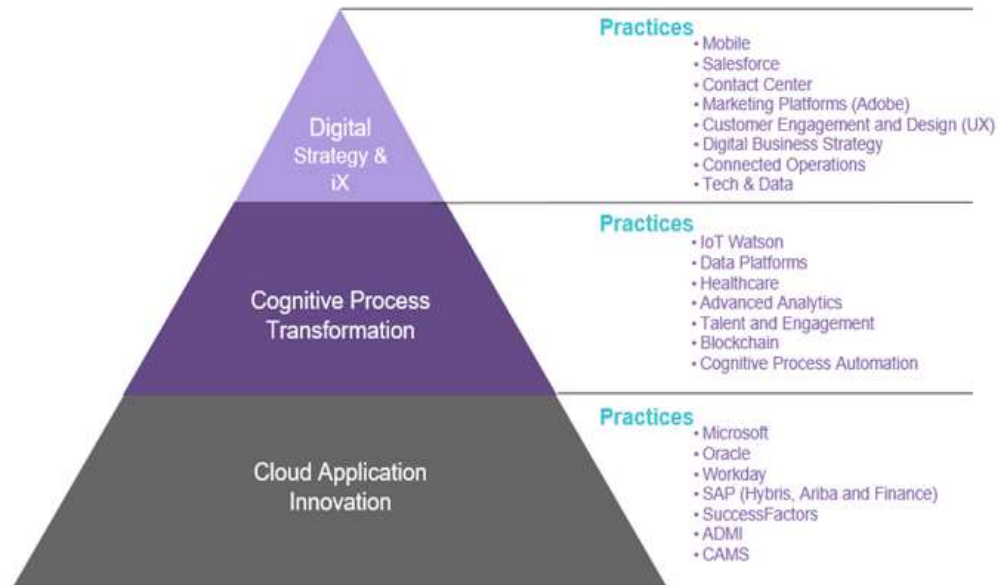 Practices
• Mobile
• Salesforce
• Contact Center
• Marketing Platforms (Adobe)
• Customer Engagement and Design (UX)
• Digital Business Strategy
• Connected Operations
• Tech & Data
Digital
Strategy &
iX
Practices
• IoT Watson
• Data Platforms
• Healthcare
• Advanced Analytics
• Talent and Engagement
• Blockchain
• Cognitive Process Automation
Cognitive Process
Transformation
Practices
• Microsoft
• Oracle
• Workday
• SAP (Hybris, Ariba and Finance)
• SuccessFactors
• ADMI
• CAMS
Cloud Application
Innovation